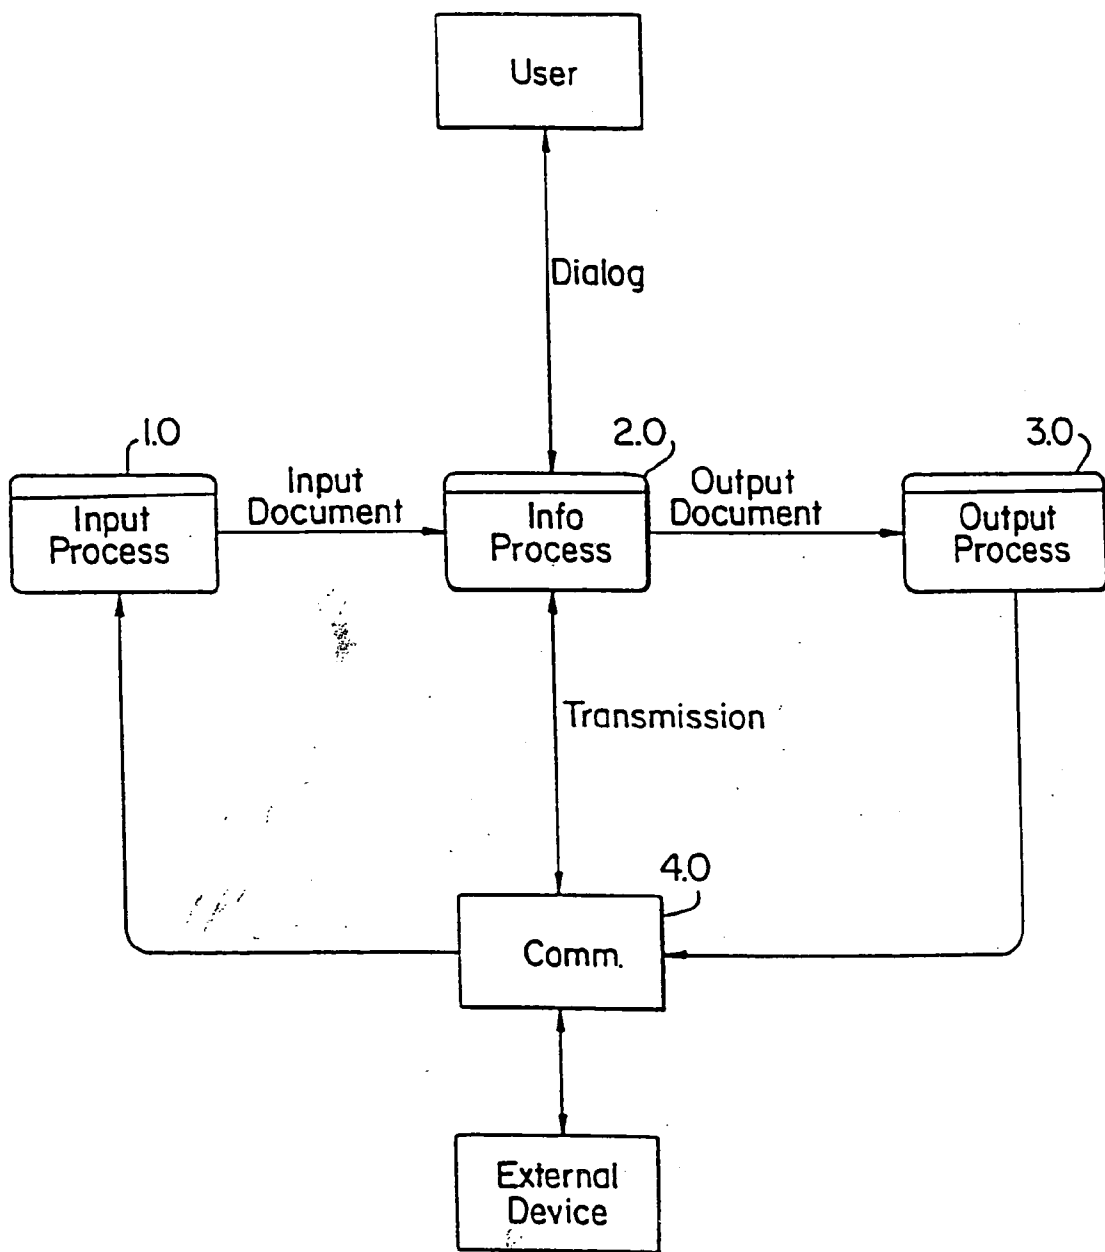 User
Dialog
1.0
2.0
3.0
Input
Document
Output
Document
Input
Process
Info
Process
Output
Process
Transmission
4.0
Comm.
External
Device